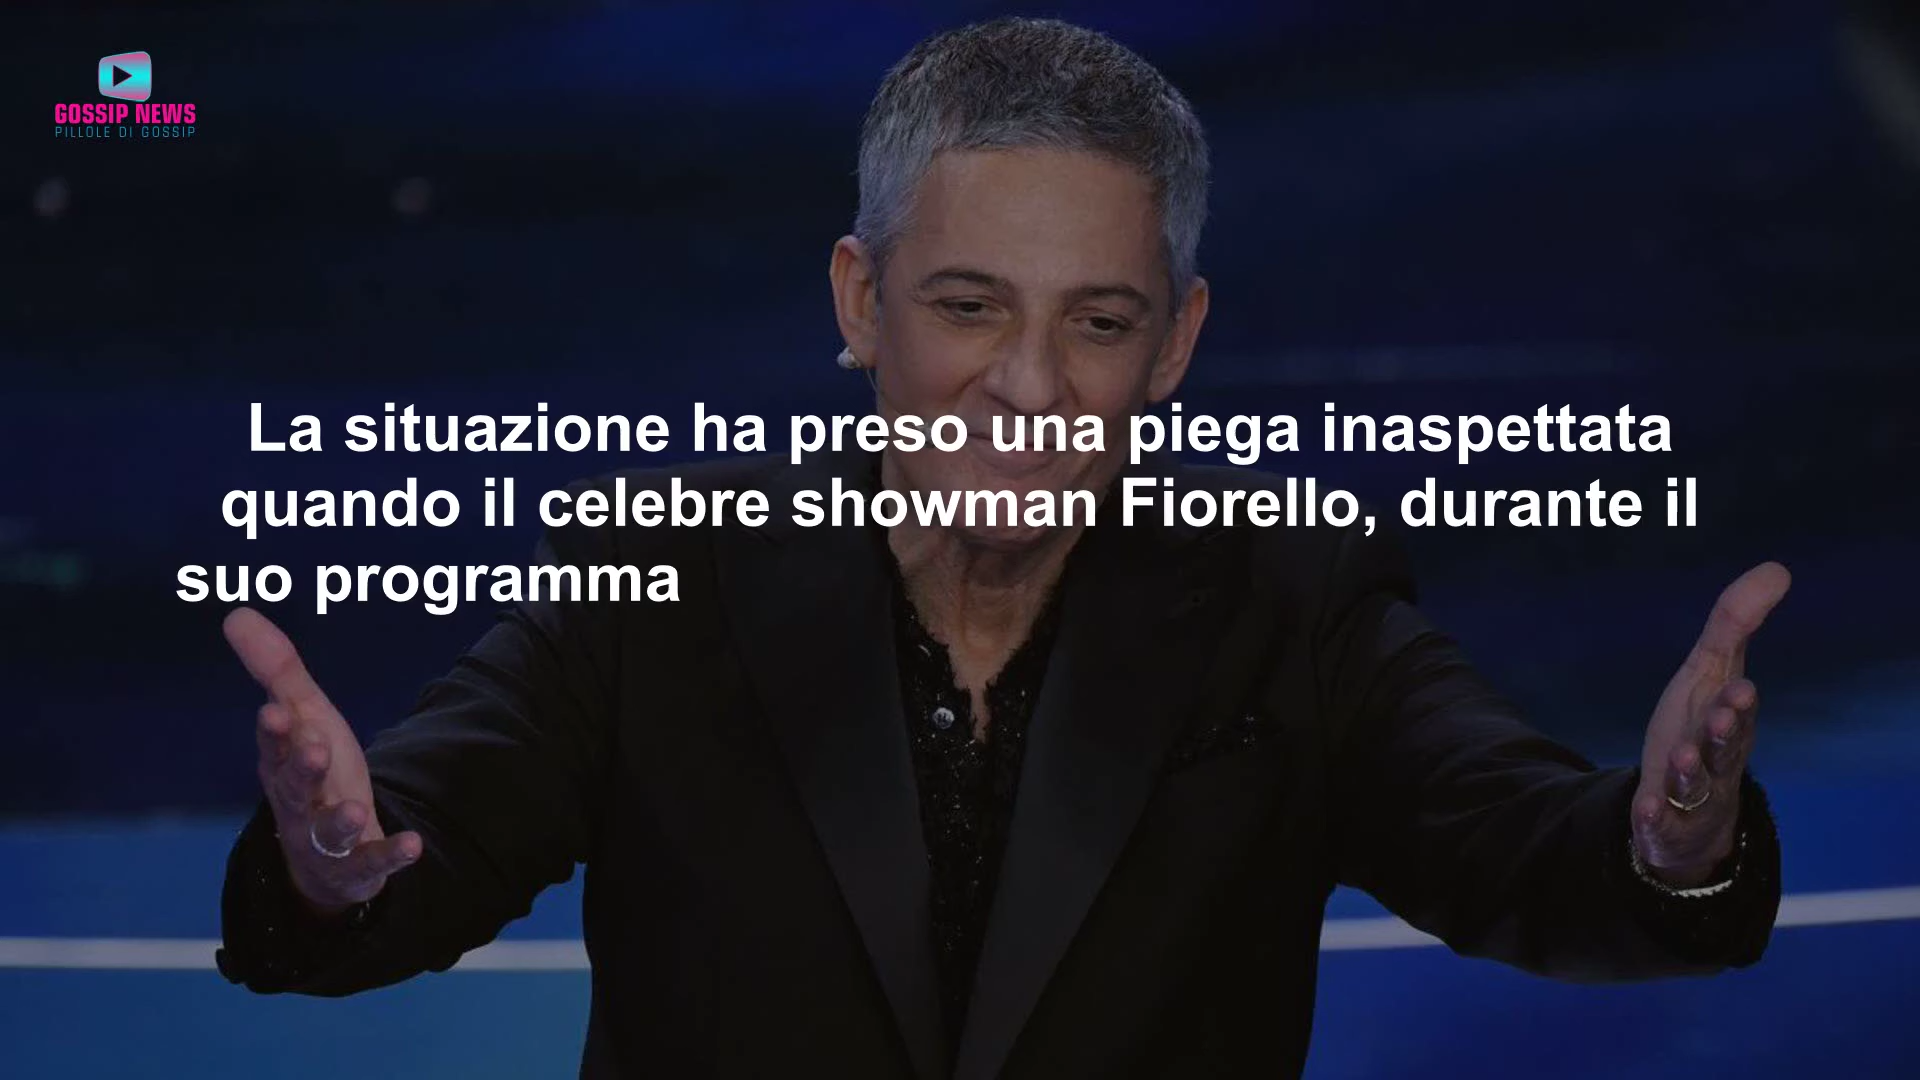 GOSSIP NEWS
PILLOLE DI GOSSIP
La situazione ha preso una piega inaspettata
quando il celebre showman Fiorello, durante il
suo programma